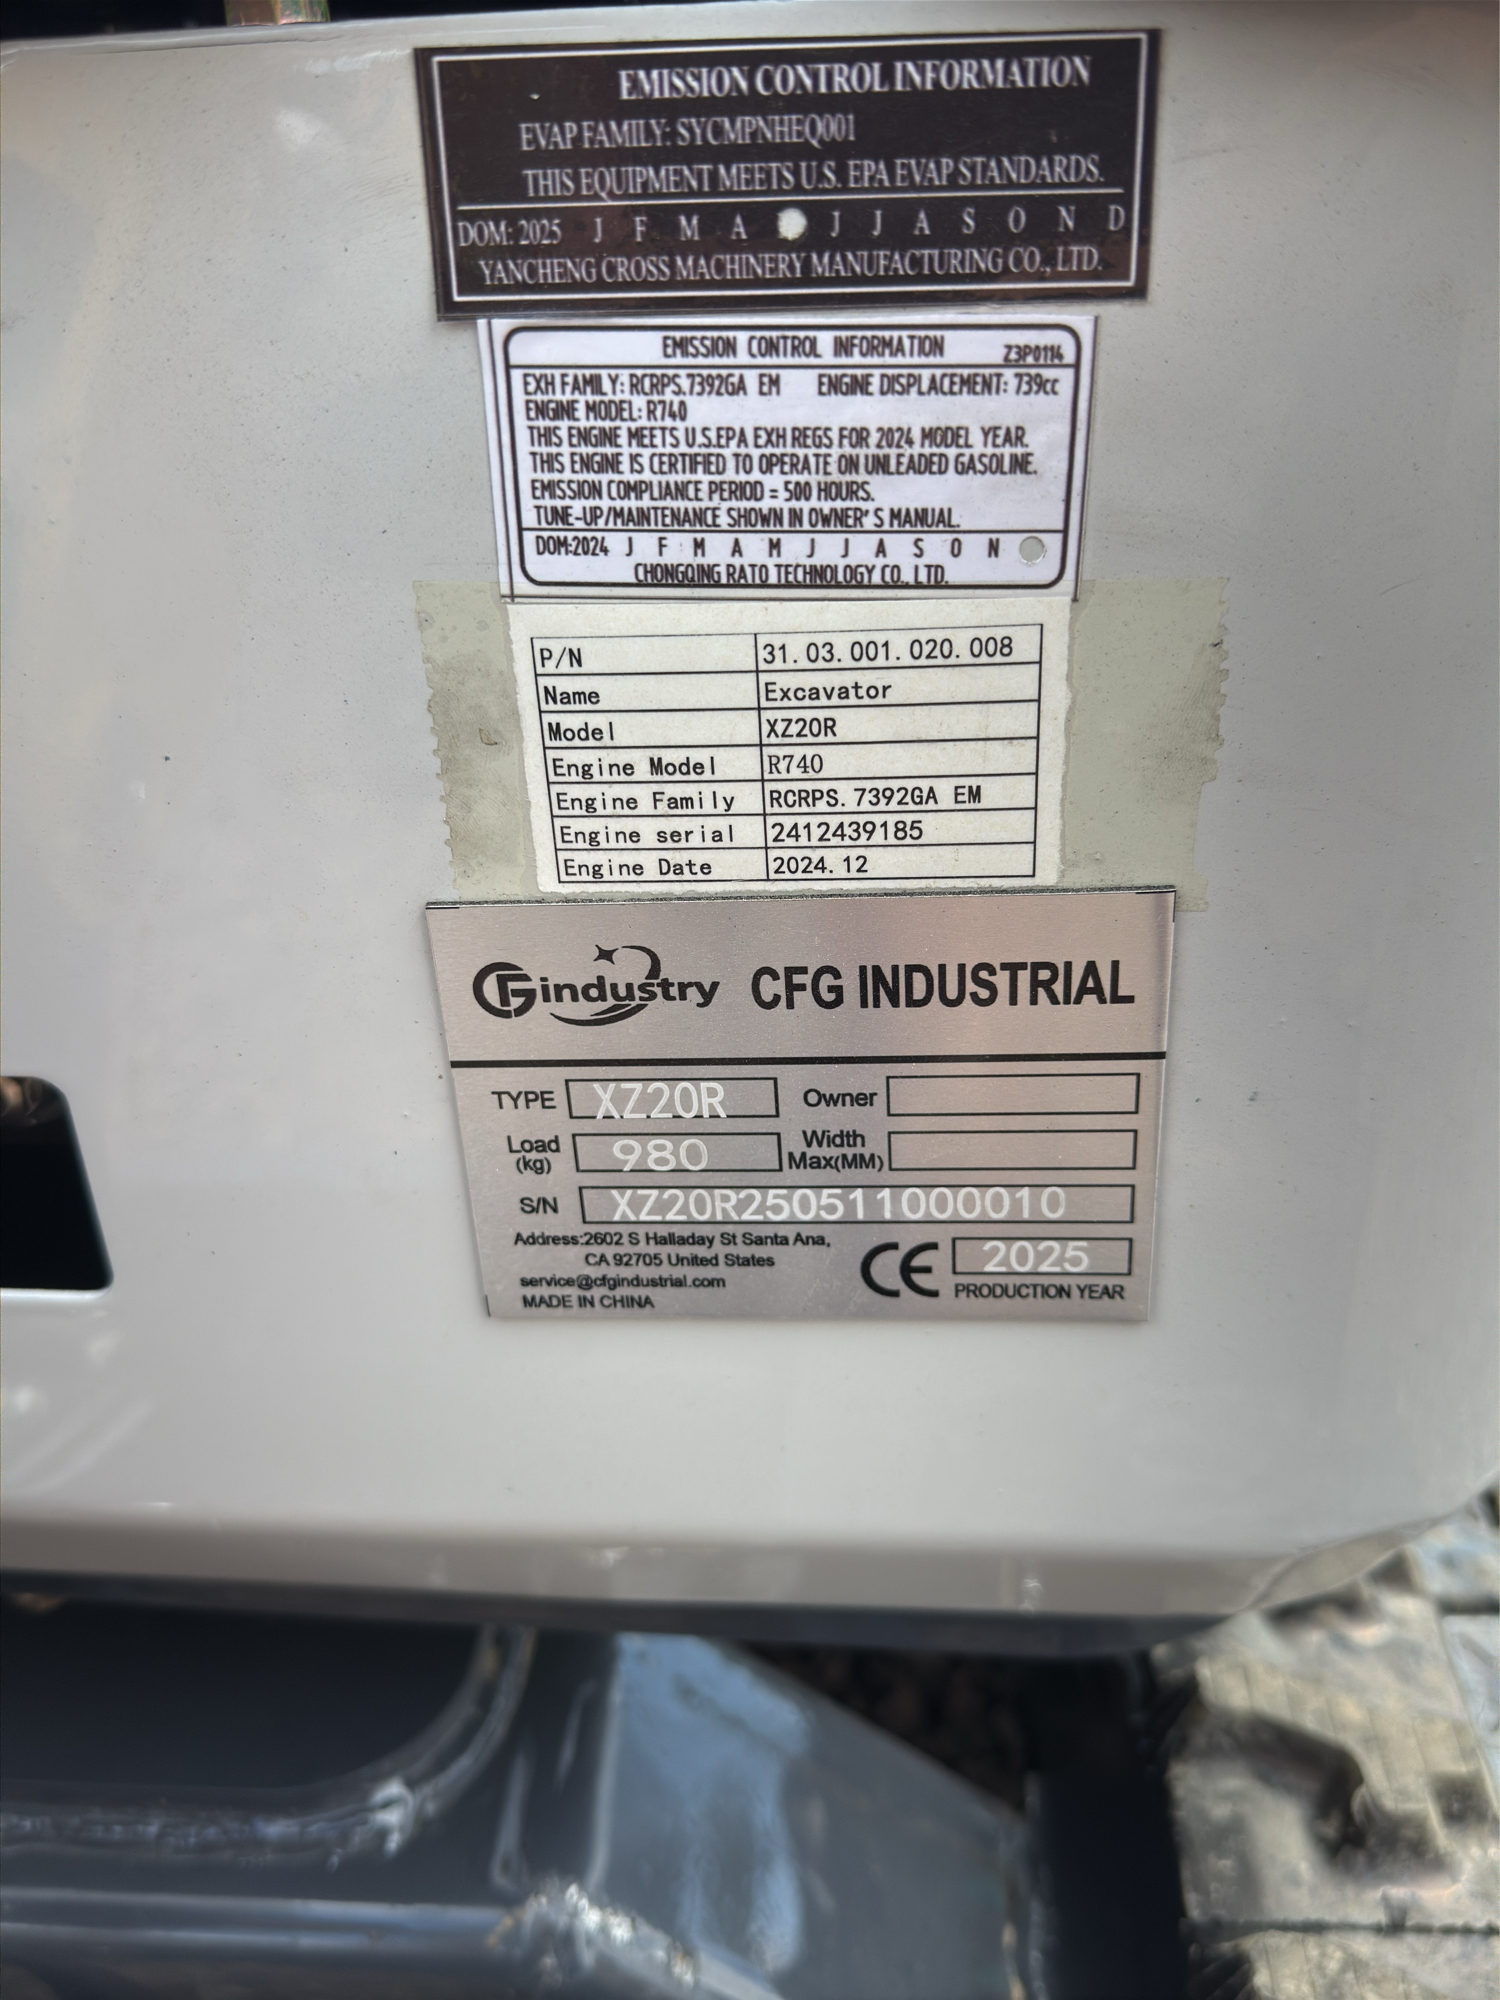 EMISSION CONTROL INFORMATION
EVAP FAMILY: SYCMPNHEQ001
THIS EQUIPMENT MEETS U.S. EPA EVAP STANDARDS.
DOM: 2025 J F M A J J A S O N D
YANCHENG CROSS MACHINERY MANUFACTURING CO., LTD.
EMISSION CONTROL INFORMATION Z3P0114
EXH FAMILY: RCRPS.7392GA EM ENGINE DISPLACEMENT: 739cc
ENGINE MODEL: R740
THIS ENGINE MEETS U.S.EPA EXH REGS FOR 2024 MODEL YEAR.
THIS ENGINE IS CERTIFIED TO OPERATE ON UNLEADED GASOLINE.
EMISSION COMPLIANCE PERIOD = 500 HOURS.
TUNE-UP/MAINTENANCE SHOWN IN OWNER' S MANUAL.
DOM:2024 J F M A M J J A S O N
CHONGQING RATO TECHNOLOGY CO., LTD.
P/N 31.03.001.020.008
Name Excavator
Model XZ20R
Engine Model R740
Engine Family RCRPS.7392GA EM
Engine serial 2412439185
Engine Date 2024.12
CFGindustry CFG INDUSTRIAL
TYPE XZ20R Owner
Load (kg) 980 Width Max(MM)
S/N XZ20R250511000010
Address:2602 S Halladay St Santa Ana,
CA 92705 United States
service@cfgindustrial.com
MADE IN CHINA
CE 2025
PRODUCTION YEAR